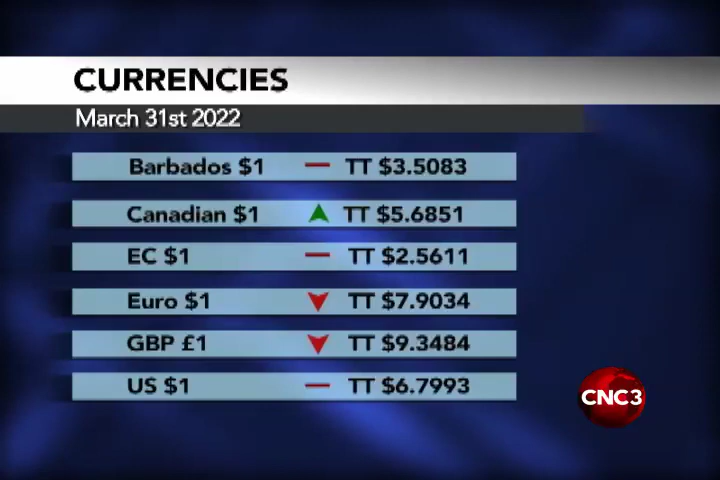 CURRENCIES
March 31st 2022
Barbados $1 TT $3.5083
Canadian $1 TT $5.6851
EC $1 TT $2.5611
Euro $1 TT $7.9034
GBP £1 TT $9.3484
US $1 TT $6.7993
CNC3